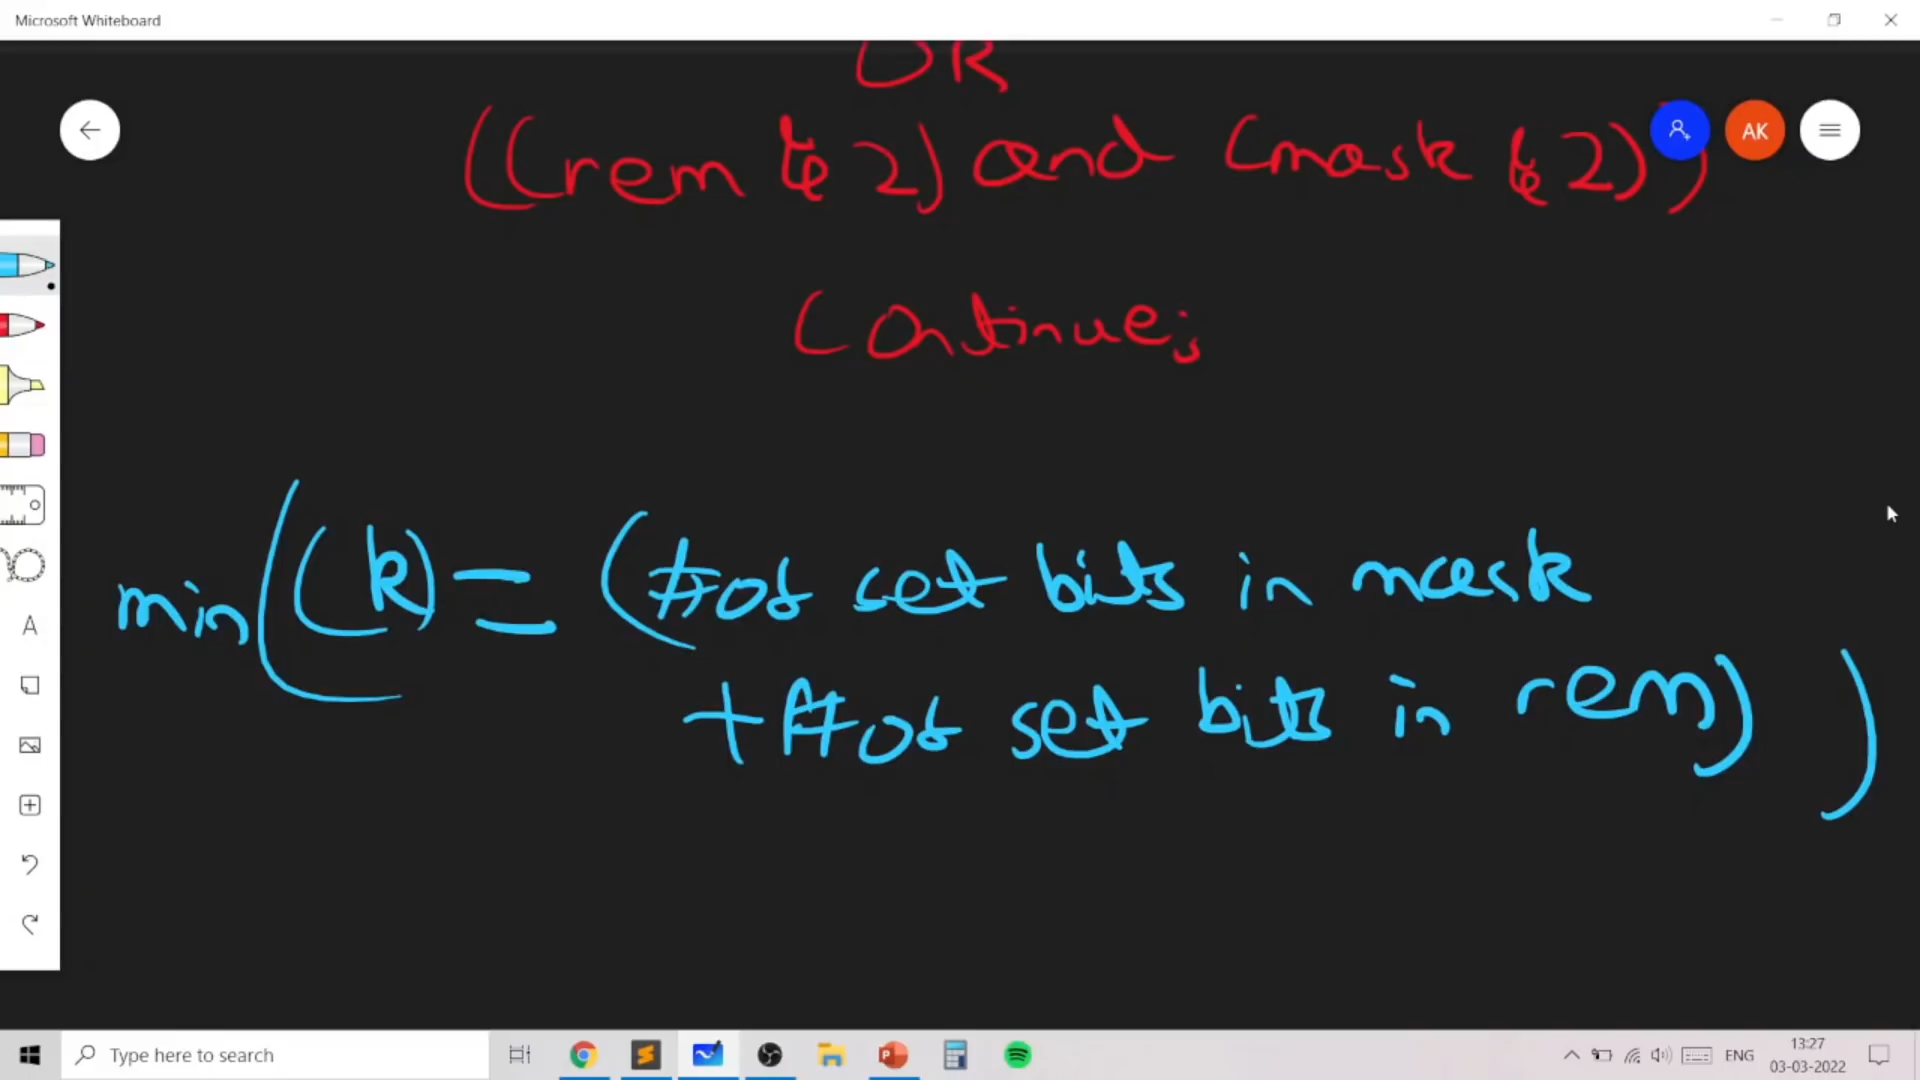 Microsoft Whiteboard
OR
((rem & 2) and (mask & 2))
AK
continue;
min((k) = (# of set bits in mask
+ # of set bits in rem))
A
Type here to search
ENG
13:27
03-03-2022